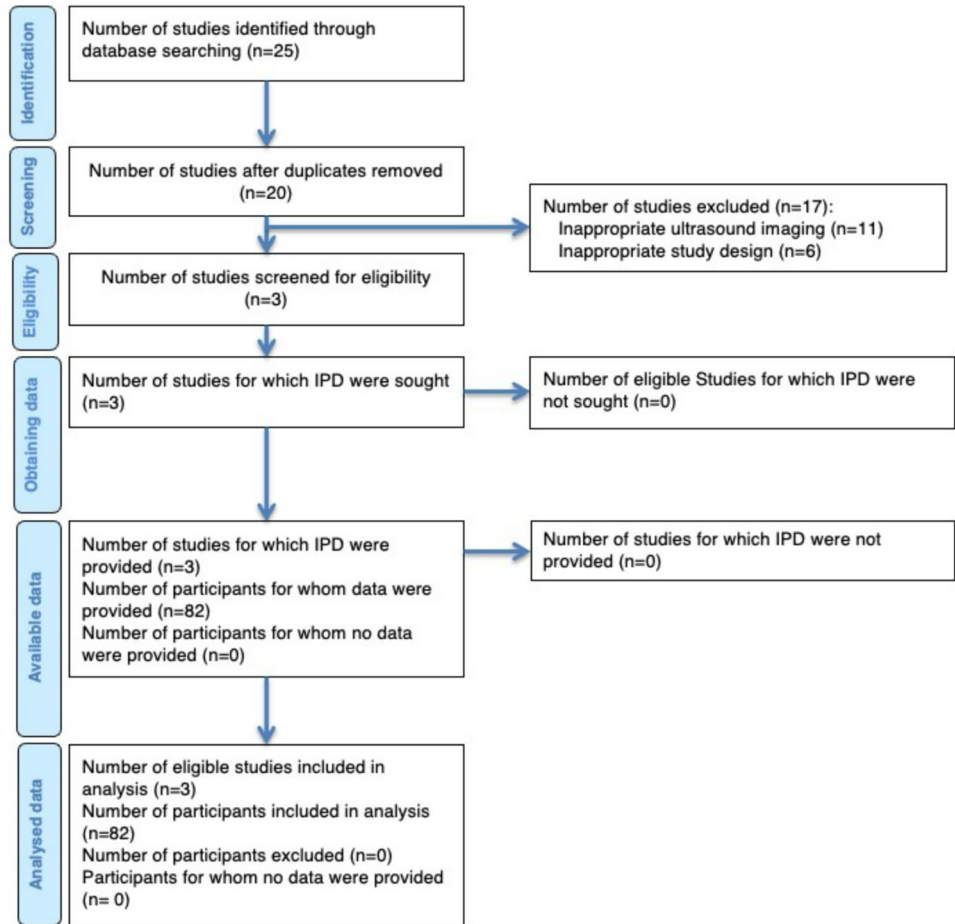 Identification
Number of studies identified through
database searching (n=25)
Screening
Number of studies after duplicates removed
(n=20)
Number of studies excluded (n=17):
Inappropriate ultrasound imaging (n=11)
Inappropriate study design (n=6)
Eligibility
Number of studies screened for eligibility
(n=3)
Obtaining data
Number of studies for which IPD were sought
(n=3)
Number of eligible Studies for which IPD were
not sought (n=0)
Available data
Number of studies for which IPD were
provided (n=3)
Number of participants for whom data were
provided (n=82)
Number of participants for whom no data
were provided (n=0)
Number of studies for which IPD were not
provided (n=0)
Analysed data
Number of eligible studies included in
analysis (n=3)
Number of participants included in analysis
(n=82)
Number of participants excluded (n=0)
Participants for whom no data were provided
(n= 0)